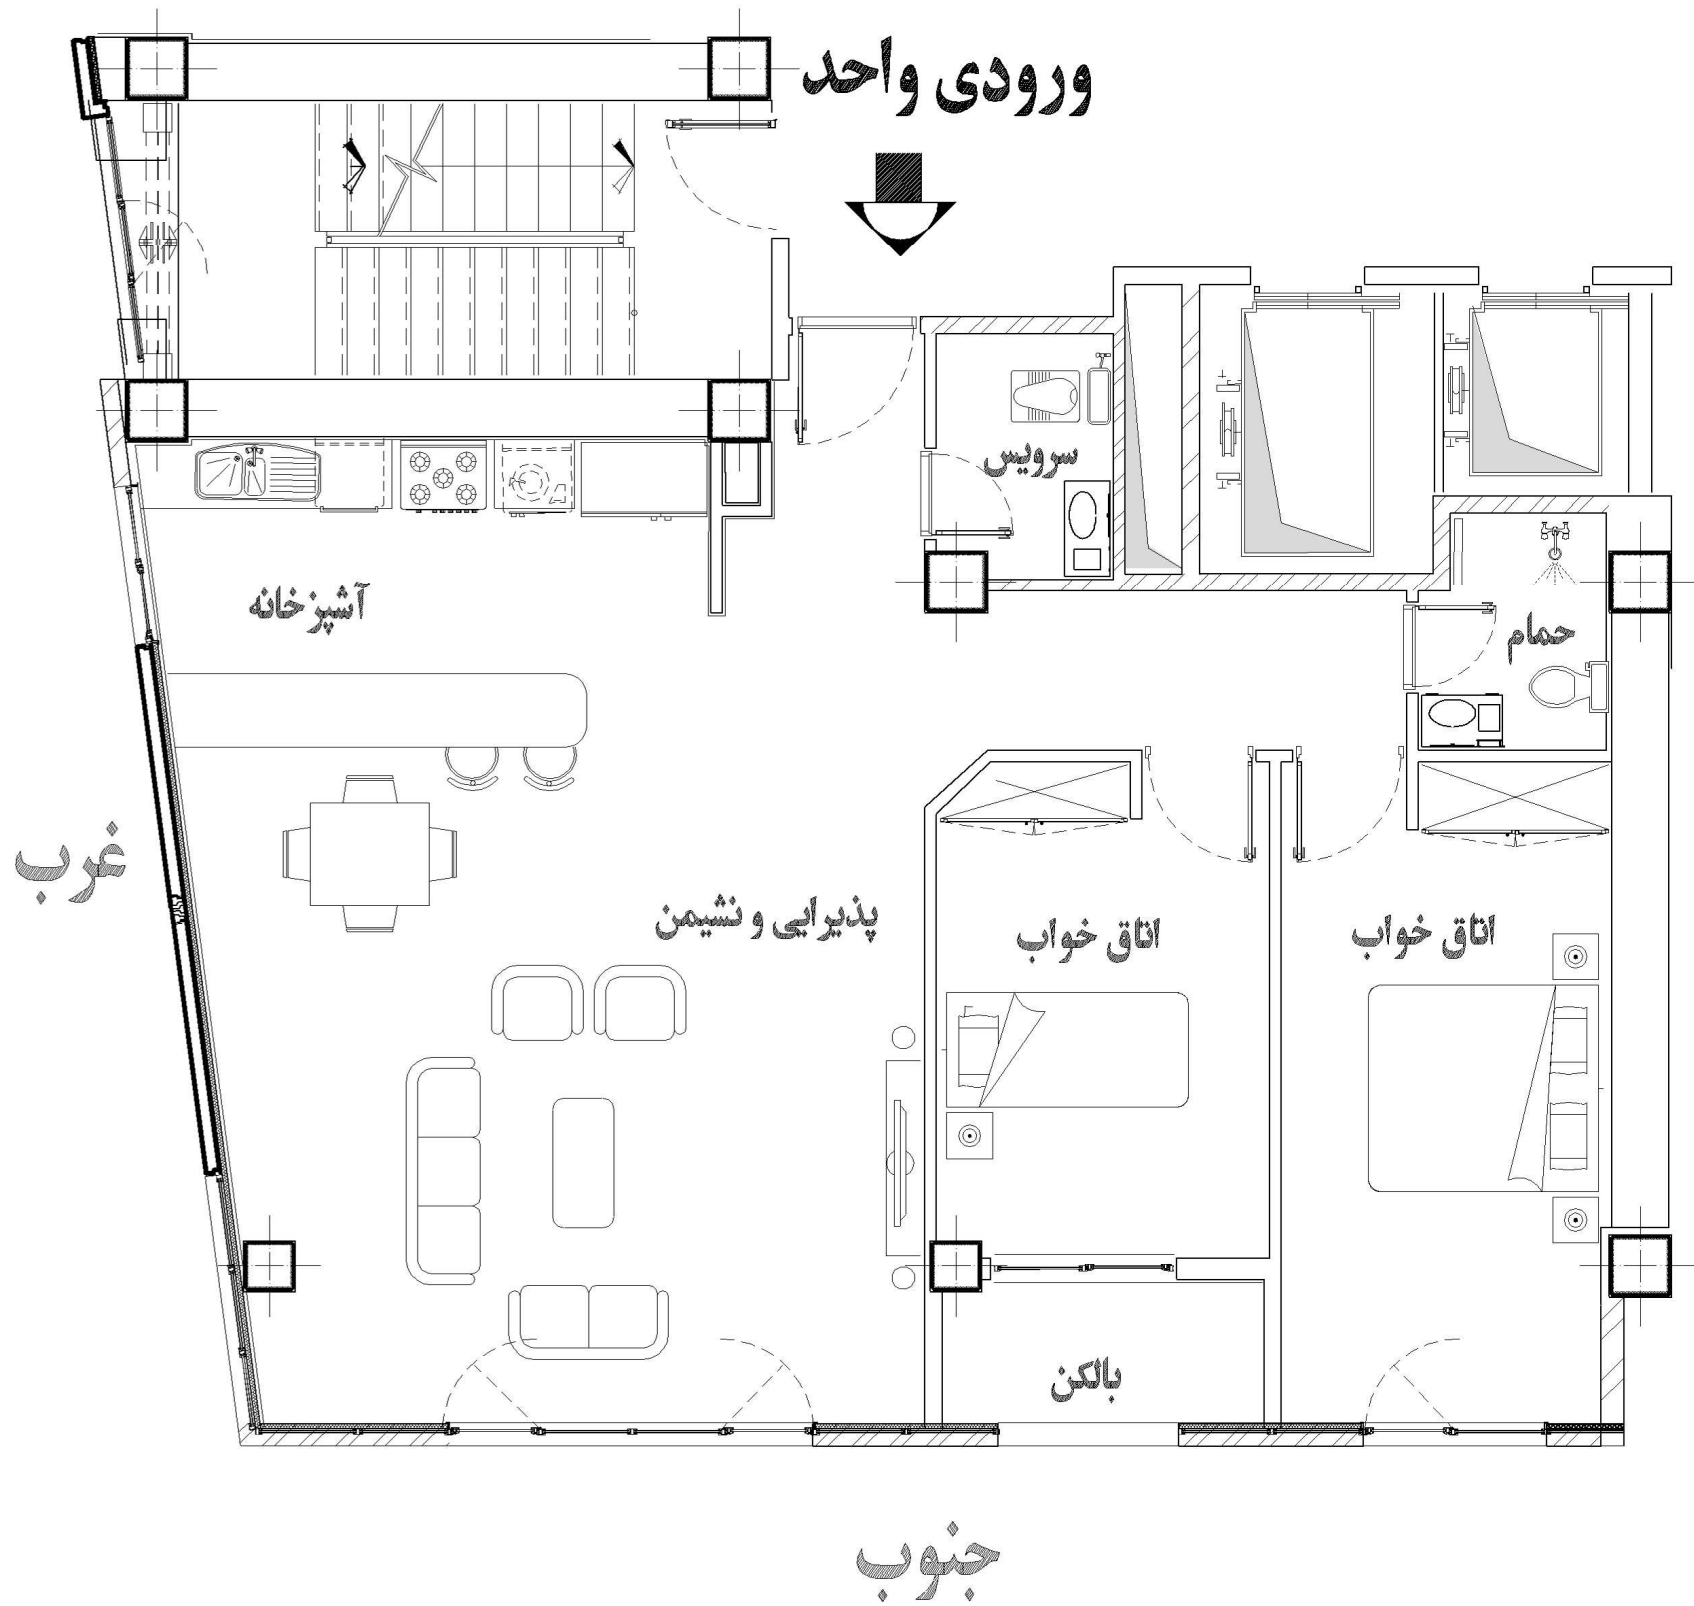 ورودی واحد
سرویس
آشپزخانه
حمام
غرب
پذیرایی و نشیمن
اتاق خواب
اتاق خواب
بالکن
جنوب